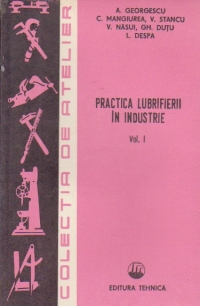 A. GEORGESCU
C. MANGIUREA, V. STANCU
V. NĂSUI, GH. DUȚU
L. DESPA
PRACTICA LUBRIFIERII
ÎN INDUSTRIE
Vol. I
COLECȚIA DE ATELIER
EDITURA TEHNICĂ